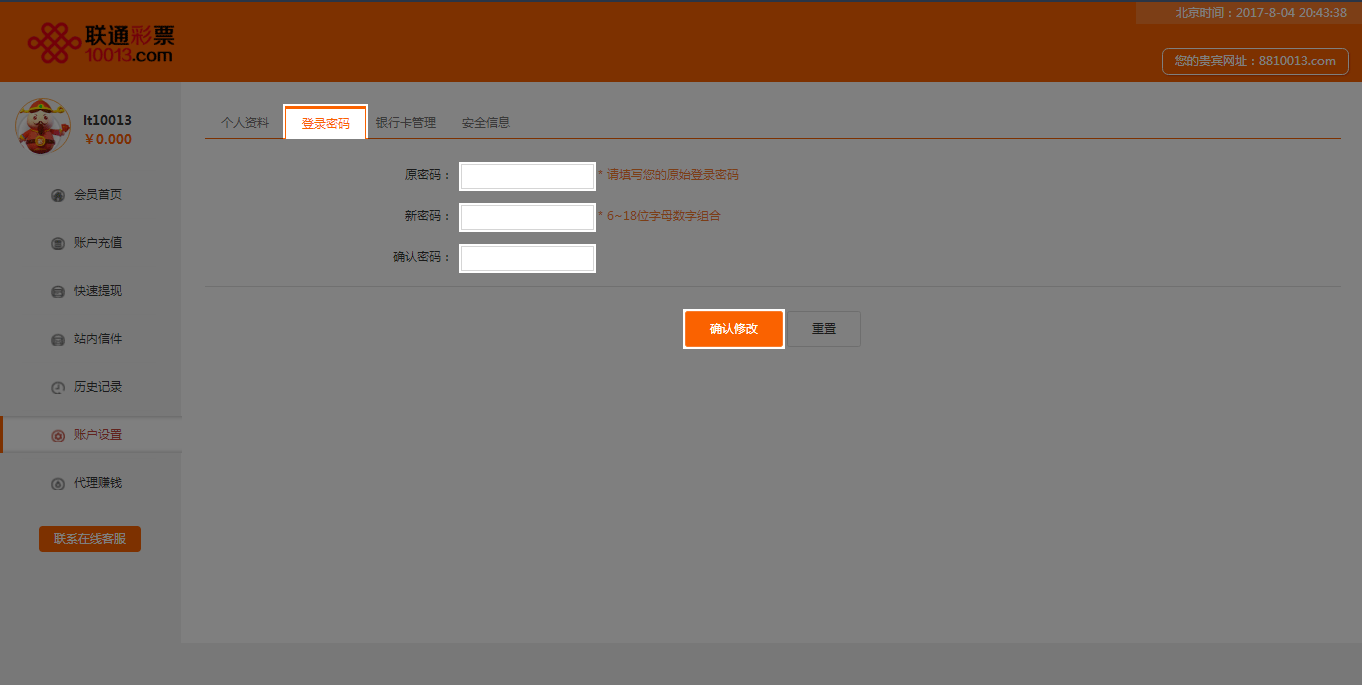 北京时间：2017-8-04 20:43:38
联通彩票
10013.com
您的贵宾网址：8810013.com
lt10013
￥0.000
会员首页
账户充值
快速提现
站内信件
历史记录
账户设置
代理赚钱
联系在线客服
个人资料 登录密码 银行卡管理 安全信息
原密码： * 请填写您的原始登录密码
新密码： * 6~18位字母数字组合
确认密码：
确认修改 重置